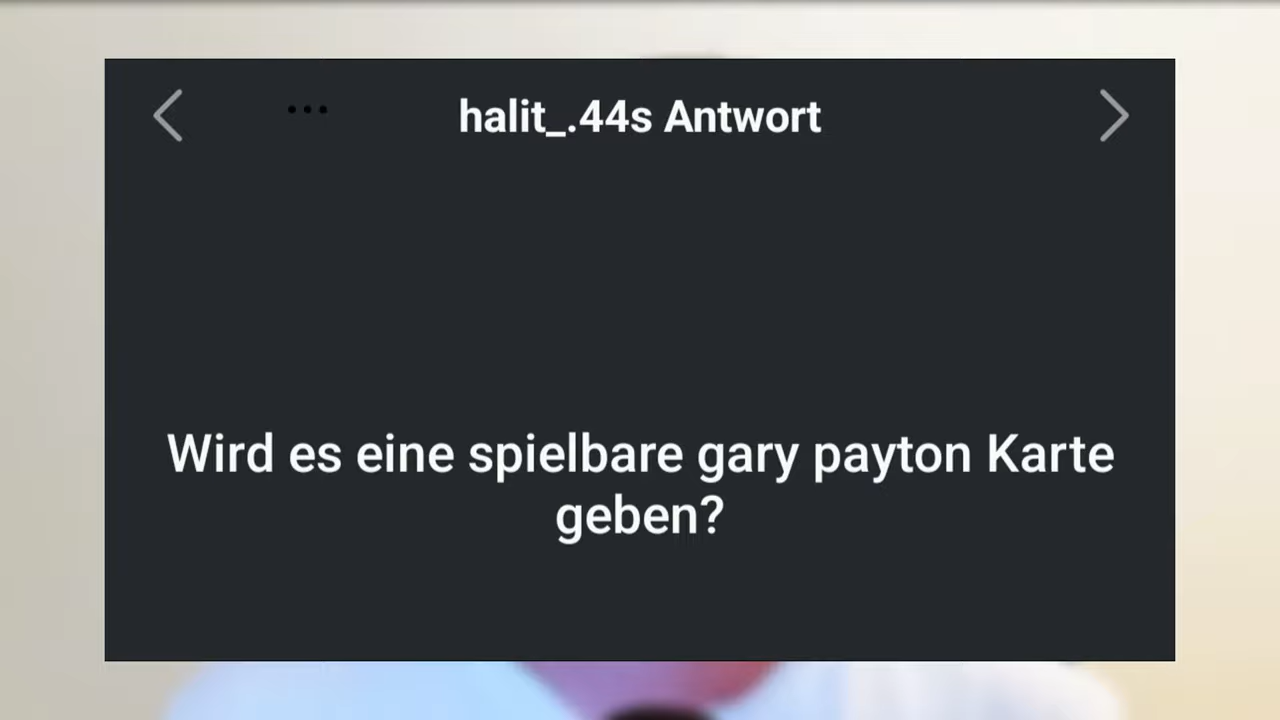 halit_.44s Antwort
Wird es eine spielbare gary payton Karte
geben?